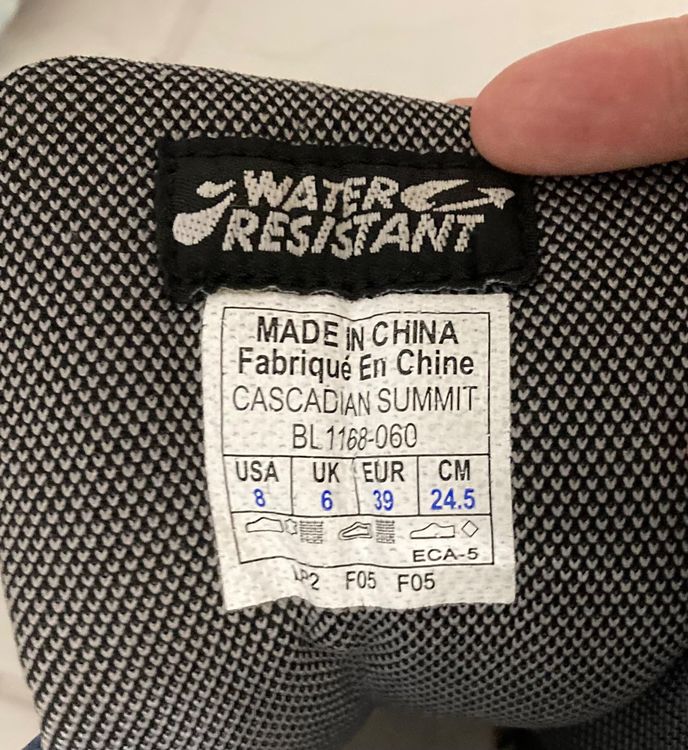 WATER
RESISTANT
MADE IN CHINA
Fabriqué En Chine
CASCADIAN SUMMIT
BL1168-060
USA UK EUR CM
8 6 39 24.5
ECA-5
F05 F05